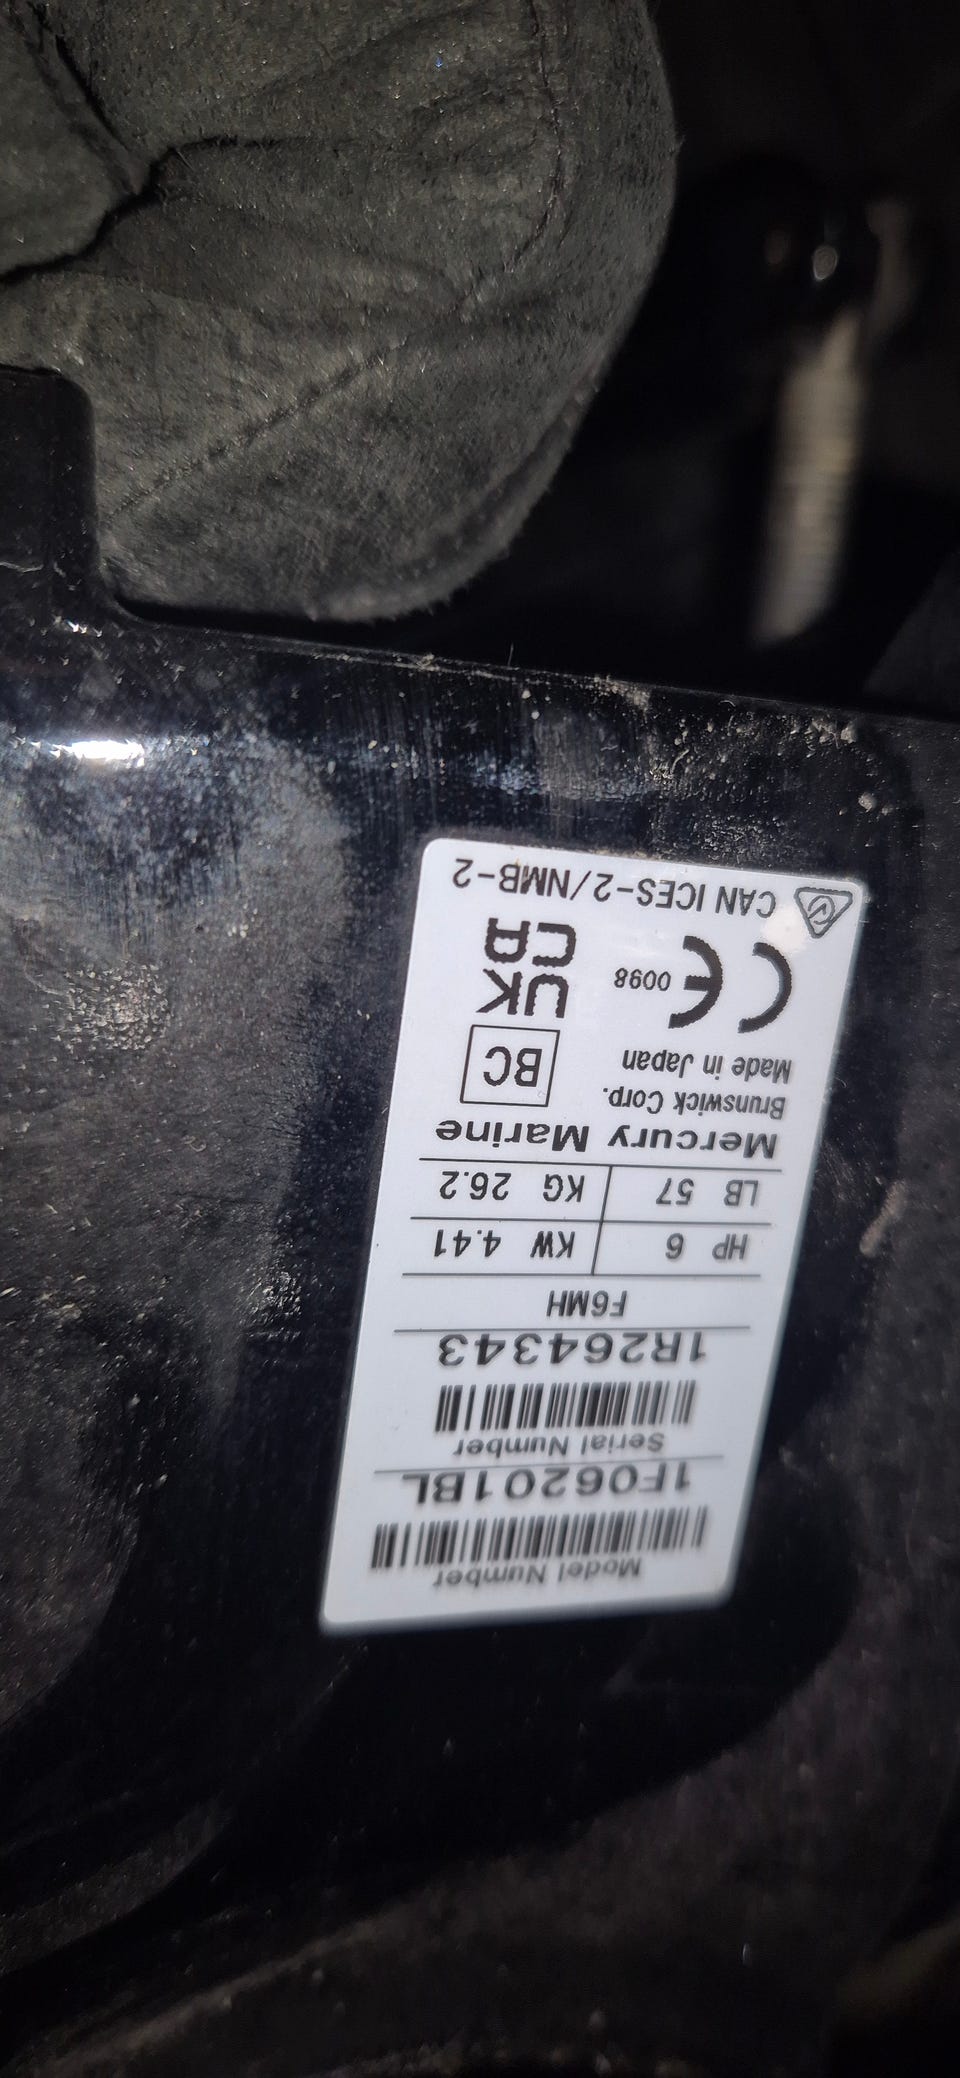 Model Number
1F06201BL
Serial Number
1R264343
F6MH
HP 6 KW 4.41
LB 57 KG 26.2
Mercury Marine
Brunswick Corp.
Made in Japan
BC
CE 0098
UK
CA
CAN ICES-2/NMB-2